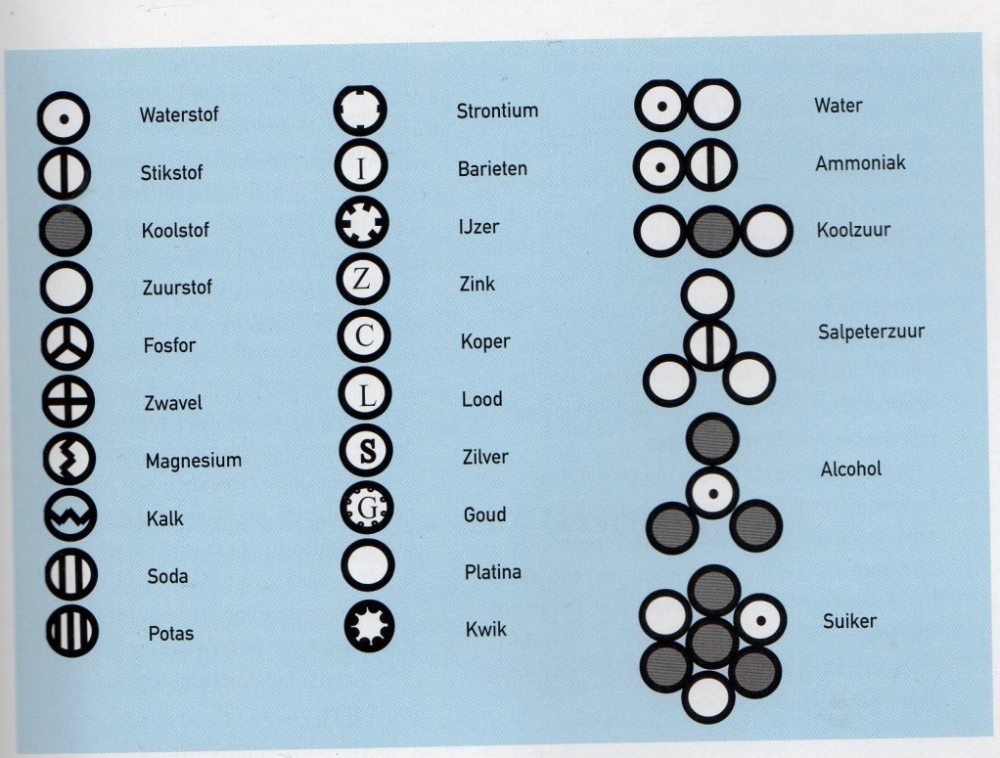 Waterstof
Stikstof
Koolstof
Zuurstof
Fosfor
Zwavel
Magnesium
Kalk
Soda
Potas
Strontium
I Barieten
IJzer
Z Zink
C Koper
L Lood
S Zilver
G Goud
Platina
Kwik
Water
Ammoniak
Koolzuur
Salpeterzuur
Alcohol
Suiker